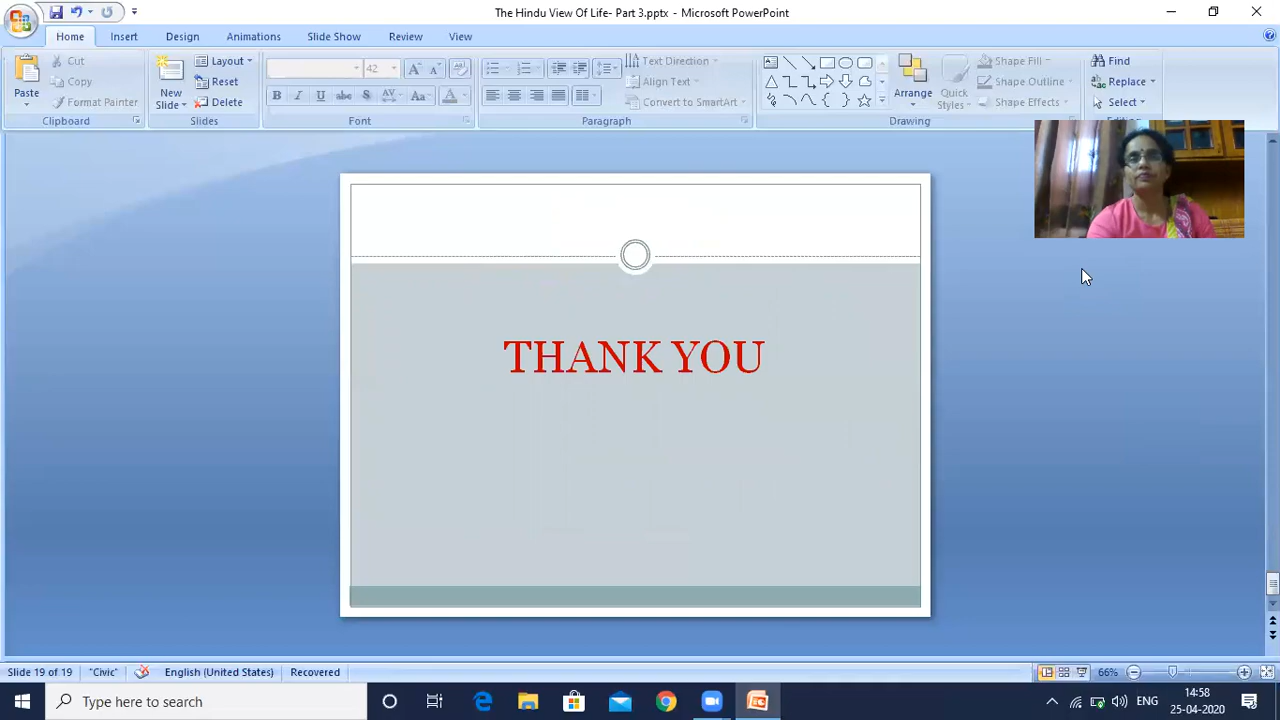 The Hindu View Of Life- Part 3.pptx - Microsoft PowerPoint
Home Insert Design Animations Slide Show Review View
Paste
Cut
Copy
Format Painter
Clipboard
New Slide
Layout
Reset
Delete
Slides
42
B I U abc S AV Aa A
Font
Text Direction
Align Text
Convert to SmartArt
Paragraph
Arrange
Quick Styles
Shape Fill
Shape Outline
Shape Effects
Drawing
Find
Replace
Select
THANK YOU
Slide 19 of 19 "Civic" English (United States) Recovered 66%
Type here to search
ENG
14:58
25-04-2020